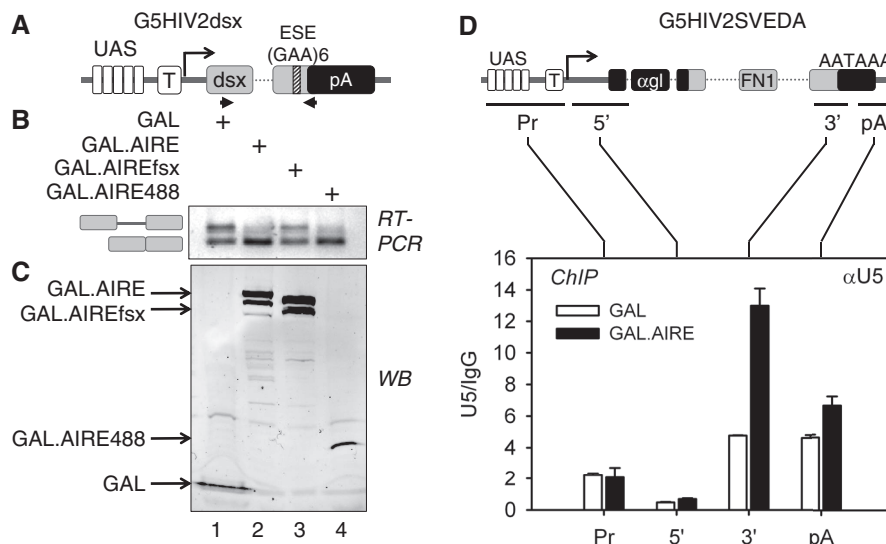 A
G5HIV2dsx
UAS
T
dsx
ESE
(GAA)6
pA
B
GAL
+
GAL.AIRE
+
GAL.AIREfsx
+
GAL.AIRE488
+
RT-
PCR
C
GAL.AIRE
GAL.AIREfsx
WB
GAL.AIRE488
GAL
1 2 3 4
D
G5HIV2SVEDA
UAS
T
αgl
FN1
AATAAA
Pr 5' 3' pA
ChIP
αU5
GAL
GAL.AIRE
U5/IgG
16
14
12
10
8
6
4
2
0
Pr 5' 3' pA